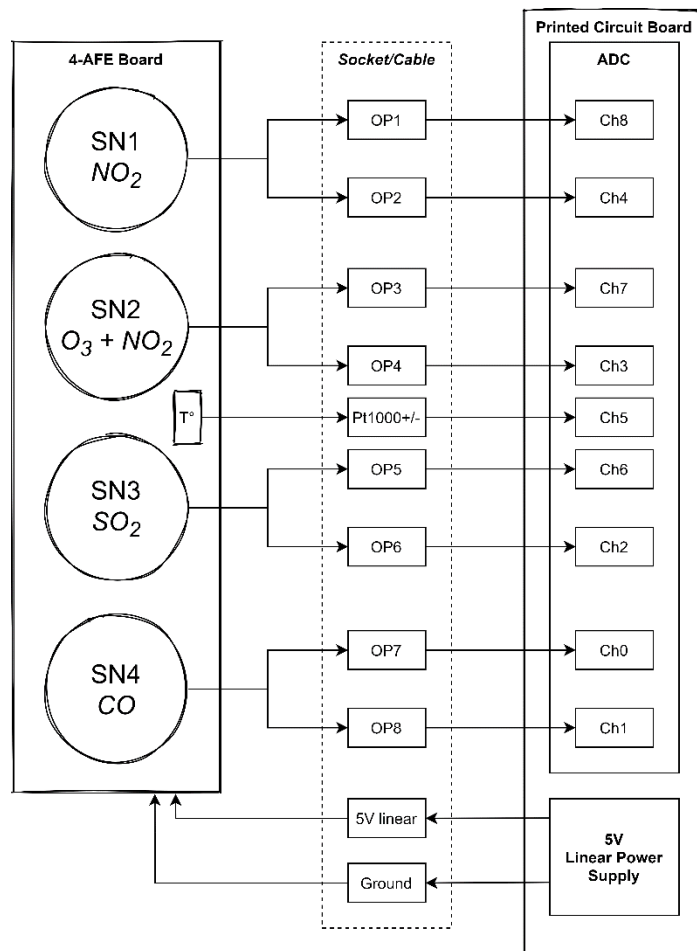 Printed Circuit Board
4-AFE Board
Socket/Cable
ADC
SN1
NO₂
OP1
Ch8
OP2
Ch4
SN2
O₃ + NO₂
OP3
Ch7
OP4
Ch3
T°
Pt1000+/-
Ch5
SN3
SO₂
OP5
Ch6
OP6
Ch2
SN4
CO
OP7
Ch0
OP8
Ch1
5V linear
Ground
5V
Linear Power
Supply